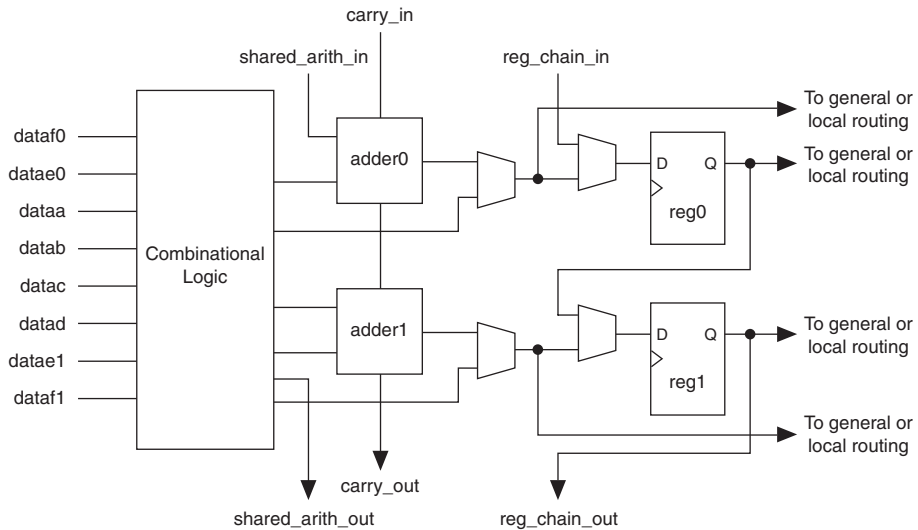 carry_in
shared_arith_in
reg_chain_in
To general or
local routing
dataf0
datae0
dataa
datab
datac
datad
datae1
dataf1
Combinational
Logic
adder0
D Q
reg0
To general or
local routing
adder1
D Q
reg1
To general or
local routing
To general or
local routing
carry_out
shared_arith_out
reg_chain_out